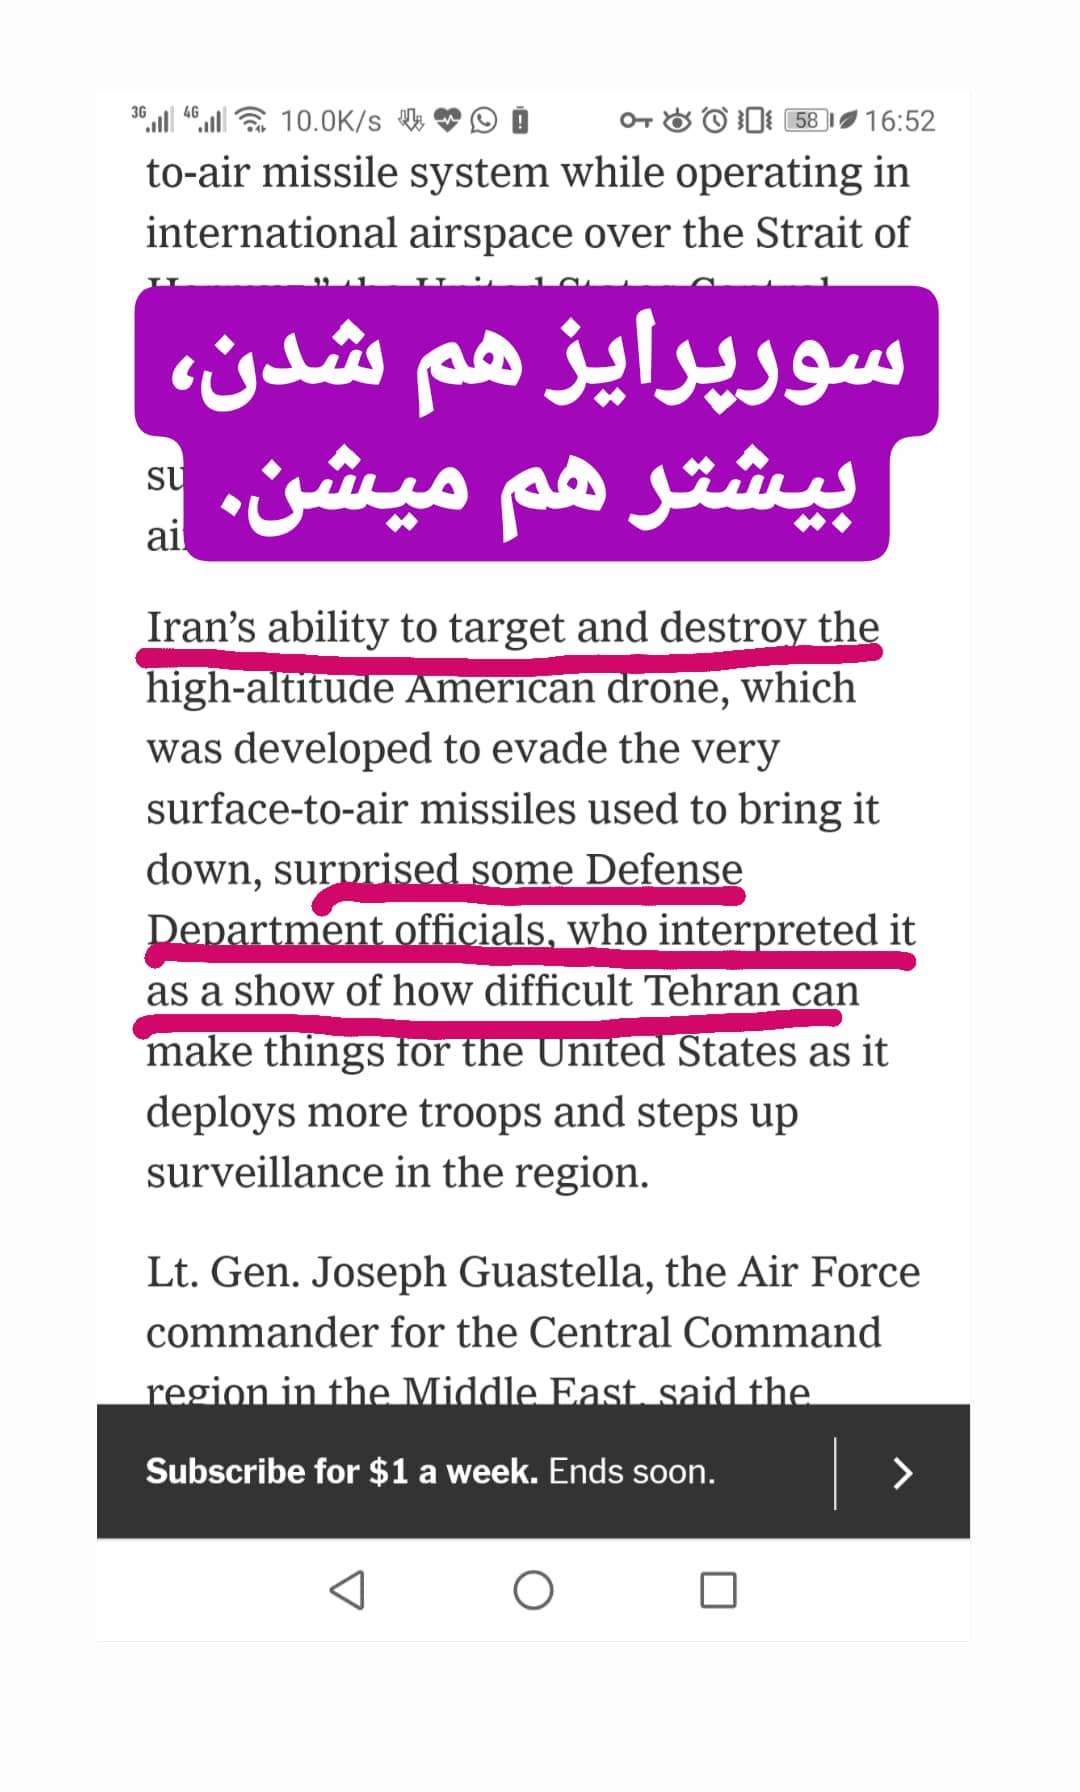 3G 4G 10.0K/s 58 16:52
to-air missile system while operating in
international airspace over the Strait of
سورپرایز هم شدن،
بیشتر هم میشن.
su
ai
Iran’s ability to target and destroy the
high-altitude American drone, which
was developed to evade the very
surface-to-air missiles used to bring it
down, surprised some Defense
Department officials, who interpreted it
as a show of how difficult Tehran can
make things for the United States as it
deploys more troops and steps up
surveillance in the region.
Lt. Gen. Joseph Guastella, the Air Force
commander for the Central Command
region in the Middle East, said the
Subscribe for $1 a week. Ends soon.